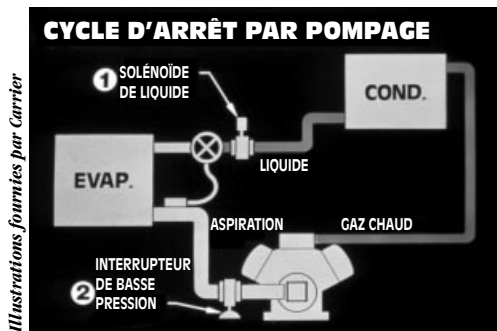 CYCLE D'ARRÊT PAR POMPAGE
1 SOLÉNOÏDE
DE LIQUIDE
COND.
LIQUIDE
EVAP.
ASPIRATION
GAZ CHAUD
INTERRUPTEUR
2 DE BASSE
PRESSION
Illustrations fournies par Carrier